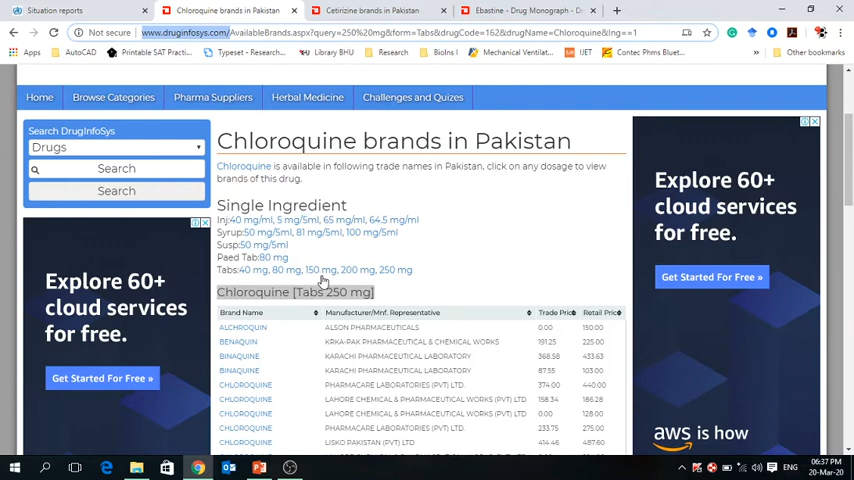 Situation reports
Chloroquine brands in Pakistan
Cetirizine brands in Pakistan
Ebastine - Drug Monograph - Dr
Not secure
www.druginfosys.com/AvailableBrands.aspx?query=250%20mg&form=Tabs&drugCode=162&drugName=Chloroquine&lng==1
Apps
Printable SAT Practi...
Typeset - Research...
Library BHU
Research
BioIns I
Mechanical Ventilat...
IJET
Contec ECG 1 CH
Other bookmarks
Home
Browse Categories
Pharma Suppliers
Herbal Medicine
Challenges and Quizes
Search DrugInfoSys
Drugs
Search
Search
Chloroquine brands in Pakistan
Chloroquine is available in following trade names in Pakistan, click on any dosage to view
brands of this drug.
Single Ingredient
Inj:40 mg/ml, 5 mg/5ml, 65 mg/ml, 64.5 mg/ml
Syrup:50 mg/5ml, 81 mg/5ml, 100 mg/5ml
Susp:50 mg/5ml
Paed Tab:80 mg
Tabs:40 mg, 80 mg, 150 mg, 200 mg, 250 mg
Chloroquine [Tabs 250 mg]
Brand Name
Manufacturer/Mnf. Representative
Trade Price
Retail Price
ALCHROQUIN ALSON PHARMACEUTICALS 0.00 150.00
BENAQUIN KRKA-PAK PHARMACEUTICAL & CHEMICAL WORKS 191.25 225.00
BINAQUINE KARACHI PHARMACEUTICAL LABORATORY 368.58 433.63
BINAQUINE KARACHI PHARMACEUTICAL LABORATORY 87.55 103.00
CHLOROQUINE PHARMACARE LABORATORIES (PVT) LTD. 374.00 440.00
CHLOROQUINE LAHORE CHEMICAL & PHARMACEUTICAL WORKS (PVT) LTD 158.34 186.28
CHLOROQUINE LAHORE CHEMICAL & PHARMACEUTICAL WORKS (PVT) LTD 0.00 128.00
CHLOROQUINE PHARMACARE LABORATORIES (PVT) LTD. 233.75 275.00
CHLOROQUINE LISKO PAKISTAN (PVT) LTD 414.46 487.60
Explore 60+
cloud services
for free.
Get Started For Free »
Explore 60+
cloud services
for free.
Get Started For Free »
aws is how
ENG
06:37 PM
20-Mar-20